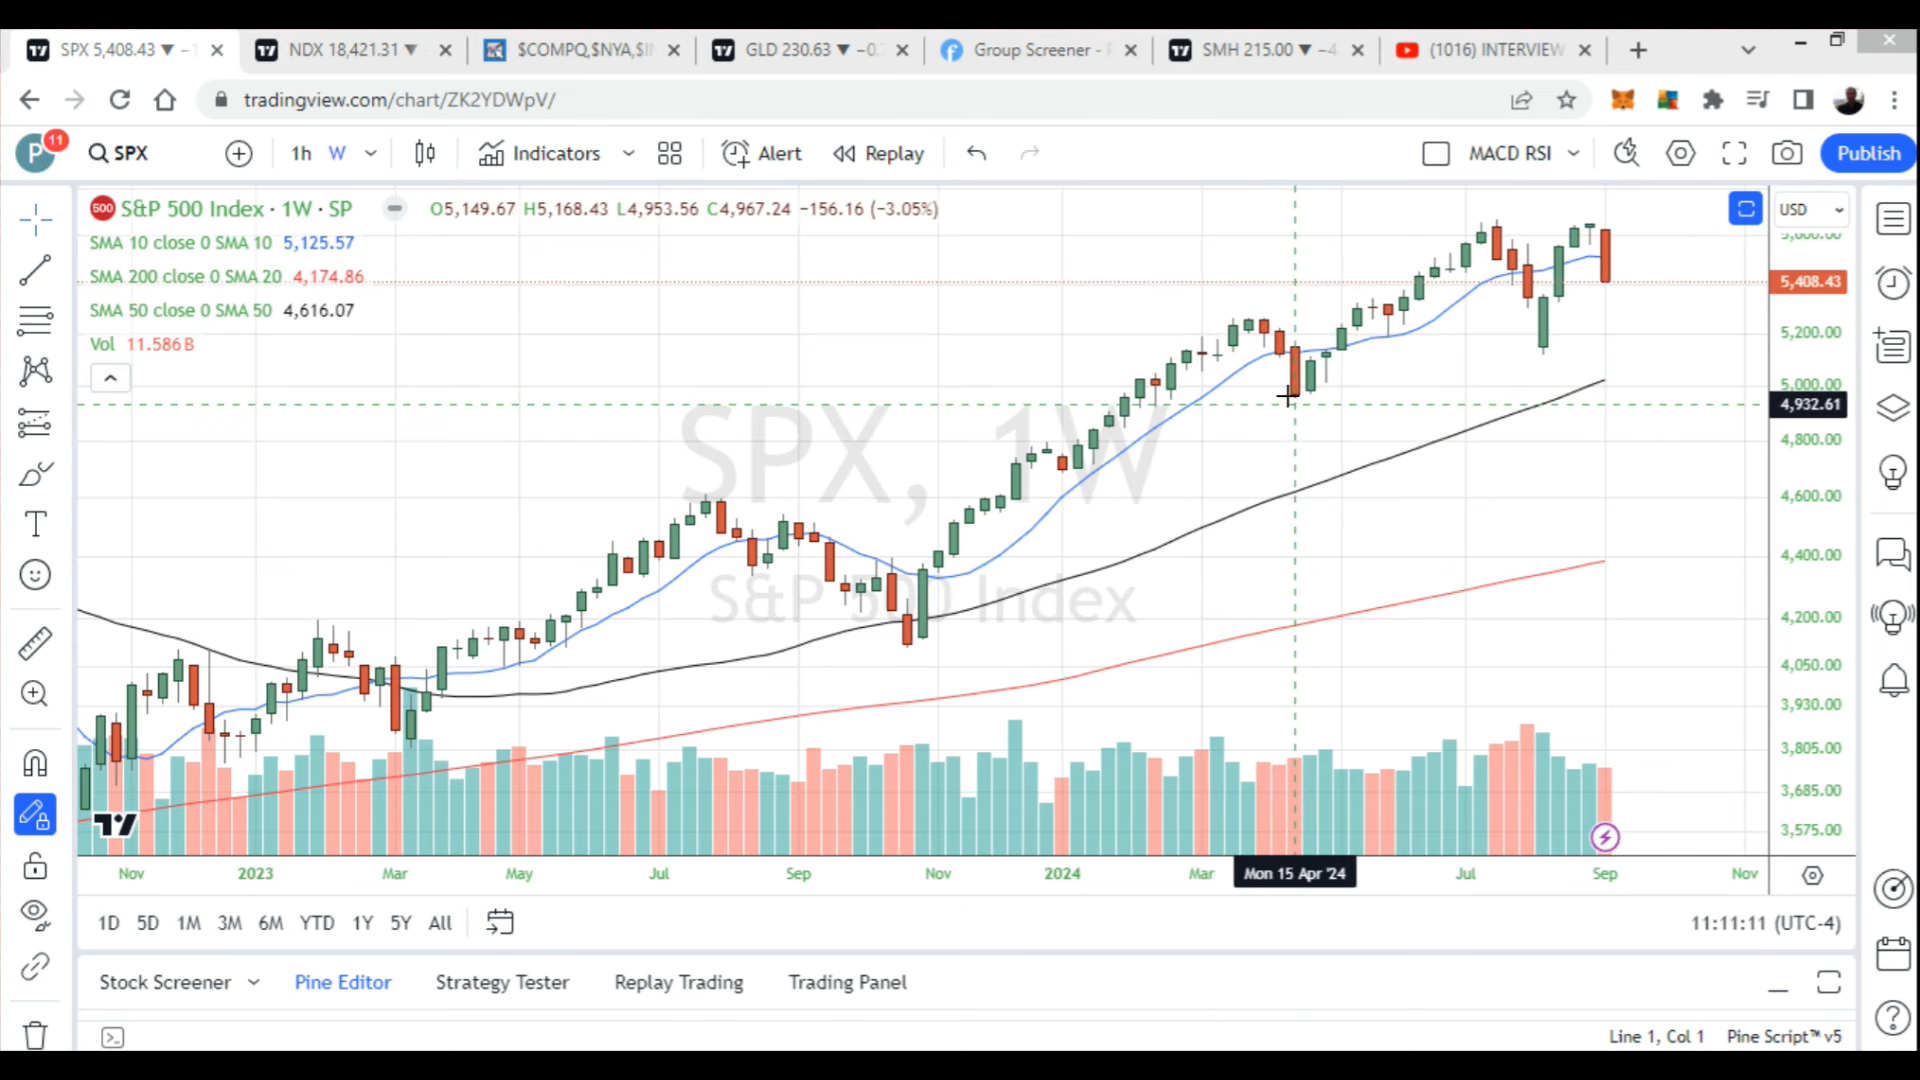 SPX 5,408.43 ▼ −1
NDX 18,421.31 ▼
$COMPQ,$NYA,$I
GLD 230.63 ▼ −0.
Group Screener -
SMH 215.00 ▼ −4.
(1016) INTERVIEW
tradingview.com/chart/ZK2YDWpV/
P 11
SPX
1h W
Indicators
Alert
Replay
MACD RSI
Publish
500 S&P 500 Index · 1W · SP
O5,149.67 H5,168.43 L4,953.56 C4,967.24 −156.16 (−3.05%)
USD
SMA 10 close 0 SMA 10 5,125.57
SMA 200 close 0 SMA 20 4,174.86
SMA 50 close 0 SMA 50 4,616.07
Vol 11.586B
SPX, 1W
S&P 500 Index
5,600.00
5,408.43
5,200.00
5,000.00
4,932.61
4,800.00
4,600.00
4,400.00
4,200.00
4,050.00
3,930.00
3,805.00
3,685.00
3,575.00
Nov 2023 Mar May Jul Sep Nov 2024 Mar Mon 15 Apr '24 Jul Sep Nov
1D 5D 1M 3M 6M YTD 1Y 5Y All
11:11:11 (UTC-4)
Stock Screener
Pine Editor
Strategy Tester
Replay Trading
Trading Panel
Line 1, Col 1
Pine Script™ v5